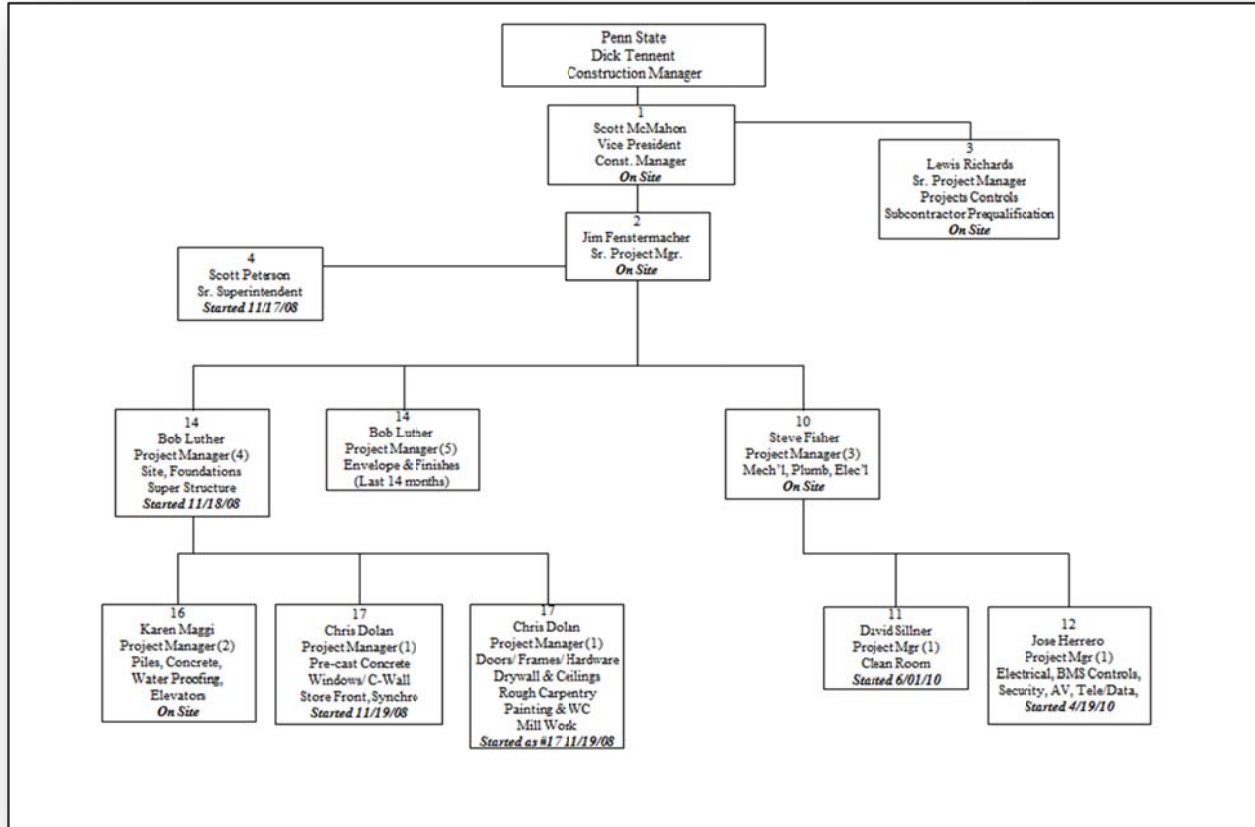 Penn State
Dick Tennent
Construction Manager
1
Scott McMahon
Vice President
Const. Manager
On Site
3
Lewis Richards
Sr. Project Manager
Projects Controls
Subcontractor Prequalification
On Site
2
Jim Fenstermacher
Sr. Project Mgr.
On Site
4
Scott Peterson
Sr. Superintendent
Started 11/17/08
14
Bob Luther
Project Manager (4)
Site, Foundations
Super Structure
Started 11/18/08
14
Bob Luther
Project Manager (5)
Envelope & Finishes
(Last 14 months)
10
Steve Fisher
Project Manager (3)
Mech'l, Plumb, Elec'l
On Site
16
Karen Maggi
Project Manager (2)
Piles, Concrete,
Water Proofing,
Elevators
On Site
17
Chris Dolan
Project Manager (1)
Pre-cast Concrete
Windows/ C-Wall
Store Front, Synchro
Started 11/19/08
17
Chris Dolan
Project Manager (1)
Doors/ Frames/ Hardware
Drywall & Ceilings
Rough Carpentry
Painting & WC
Mill Work
Started as #17 11/19/08
11
David Sillner
Project Mgr (1)
Clean Room
Started 6/01/10
12
Jose Herrero
Project Mgr (1)
Electrical, BMS Controls,
Security, AV, Tele/Data,
Started 4/19/10